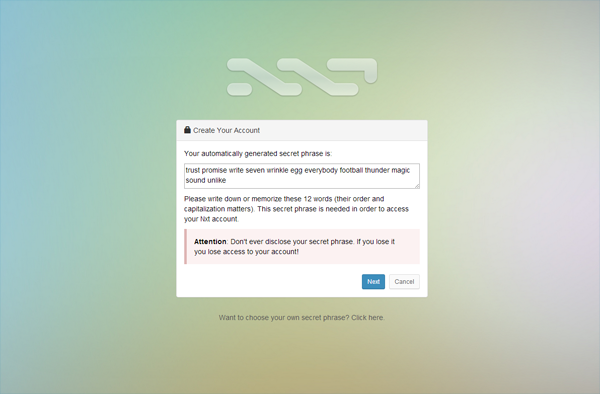 Create Your Account
Your automatically generated secret phrase is:
trust promise write seven wrinkle egg everybody football thunder magic
sound unlike
Please write down or memorize these 12 words (their order and
capitalization matters). This secret phrase is needed in order to access
your Nxt account.
Attention: Don't ever disclose your secret phrase. If you lose it
you lose access to your account!
Next Cancel
Want to choose your own secret phrase? Click here.